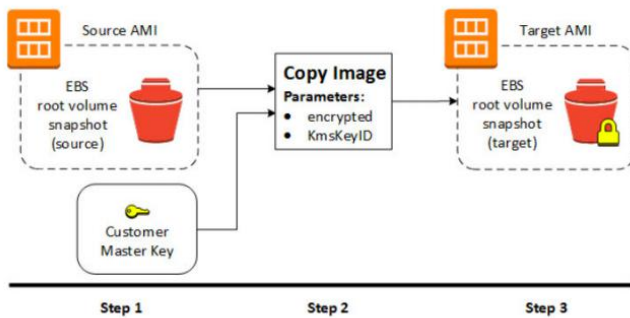 Source AMI
EBS
root volume
snapshot
(source)
Customer
Master Key
Copy Image
Parameters:
• encrypted
• KmsKeyID
Target AMI
EBS
root volume
snapshot
(target)
Step 1
Step 2
Step 3